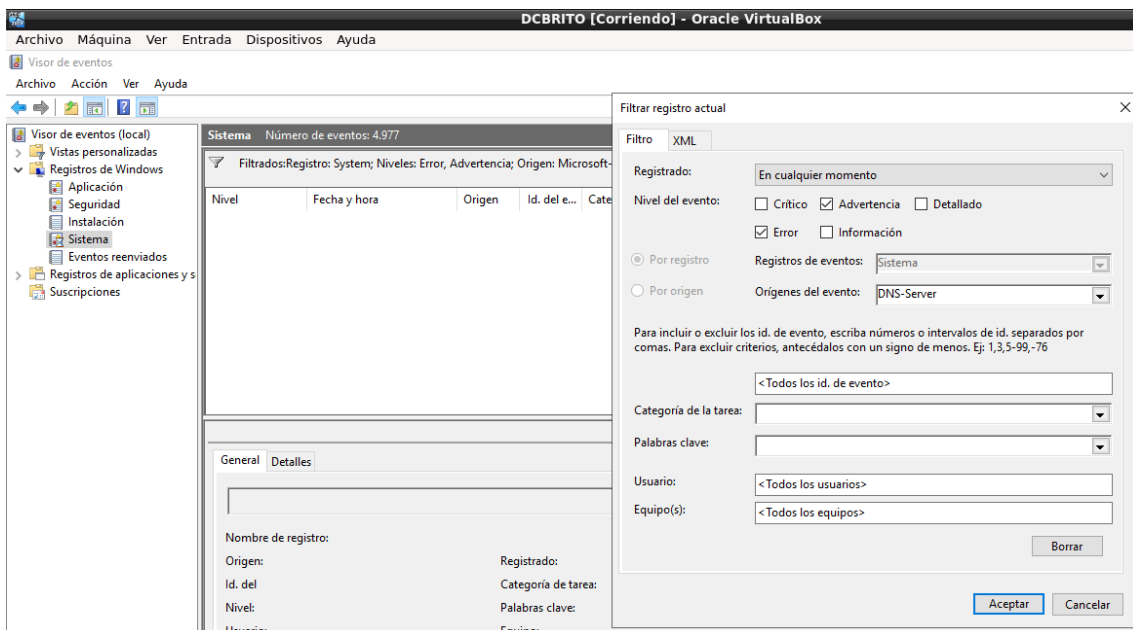 DCBRITO [Corriendo] - Oracle VirtualBox
Archivo Máquina Ver Entrada Dispositivos Ayuda
Visor de eventos
Archivo Acción Ver Ayuda
Visor de eventos (local)
Vistas personalizadas
Registros de Windows
Aplicación
Seguridad
Instalación
Sistema
Eventos reenviados
Registros de aplicaciones y s
Suscripciones
Sistema Número de eventos: 4.977
Filtrados:Registro: System; Niveles: Error, Advertencia; Origen: Microsoft-
Nivel Fecha y hora Origen Id. del e... Cate
General Detalles
Nombre de registro:
Origen: Registrado:
Id. del Categoría de tarea:
Nivel: Palabras clave:
Usuario: Equipo:
Filtrar registro actual
Filtro XML
Registrado: En cualquier momento
Nivel del evento: Crítico Advertencia Detallado
Error Información
Por registro Registros de eventos: Sistema
Por origen Orígenes del evento: DNS-Server
Para incluir o excluir los id. de evento, escriba números o intervalos de id. separados por
comas. Para excluir criterios, antecédalos con un signo de menos. Ej: 1,3,5-99,-76
<Todos los id. de evento>
Categoría de la tarea:
Palabras clave:
Usuario: <Todos los usuarios>
Equipo(s): <Todos los equipos>
Borrar
Aceptar Cancelar